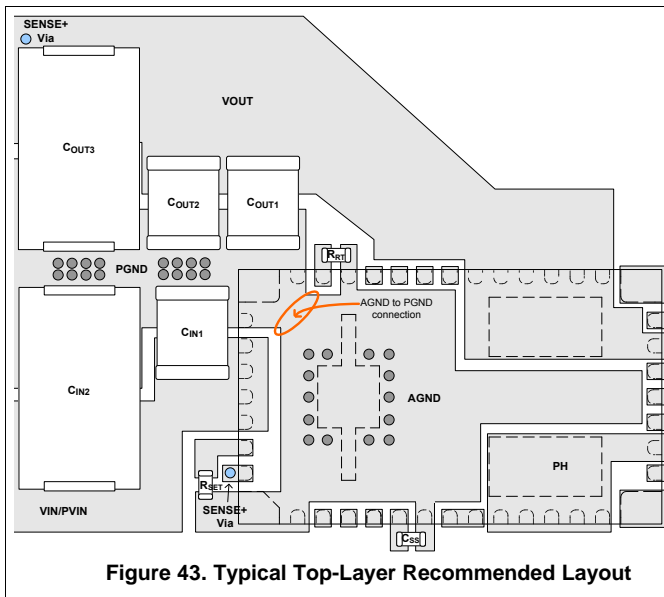 SENSE+
Via
VOUT
COUT3
COUT2
COUT1
PGND
RRT
AGND to PGND
connection
CIN1
CIN2
AGND
RSET
SENSE+
Via
VIN/PVIN
PH
CSS
Figure 43. Typical Top-Layer Recommended Layout